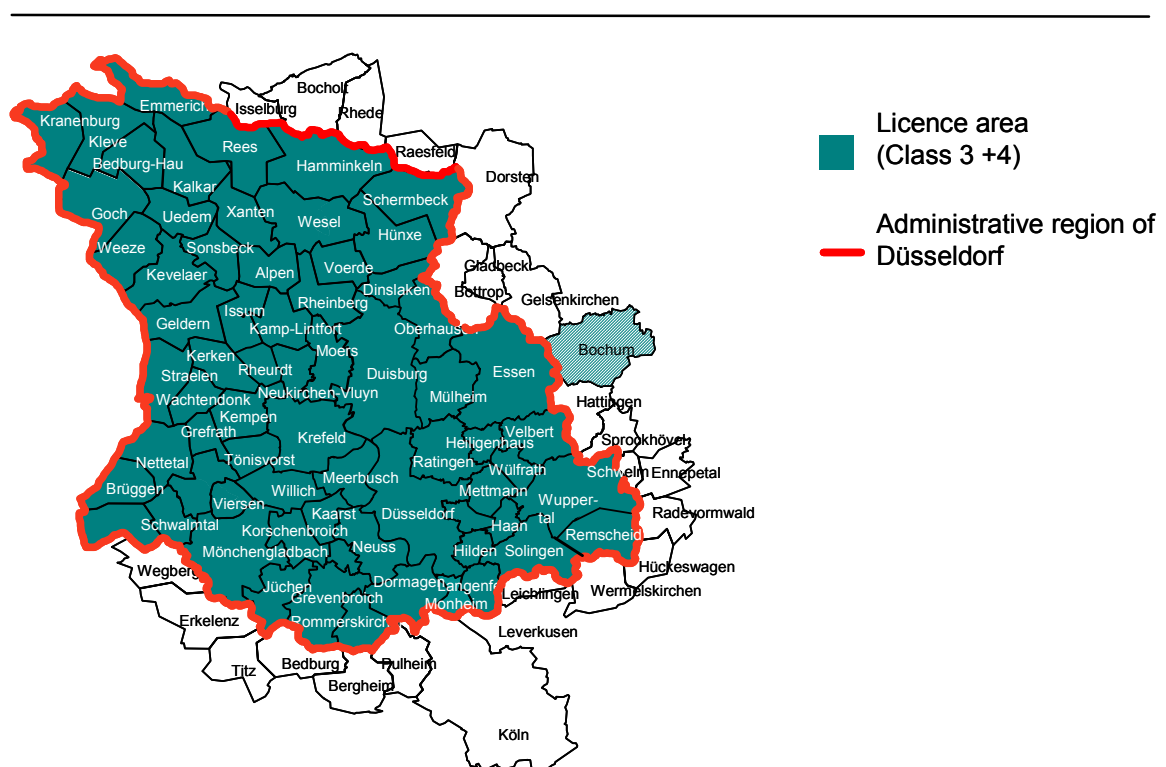 Licence area
(Class 3 +4)
Administrative region of
Düsseldorf
Bocholt
Isselburg
Rhede
Emmerich
Kranenburg
Kleve
Rees
Raesfeld
Bedburg-Hau
Hamminkeln
Dorsten
Kalkar
Schermbeck
Goch
Uedem
Xanten
Wesel
Hünxe
Weeze
Sonsbeck
Kevelaer
Alpen
Voerde
Gladbeck
Dinslaken
Bottrop
Rheinberg
Gelsenkirchen
Issum
Geldern
Kamp-Lintfort
Oberhausen
Moers
Bochum
Kerken
Straelen
Rheurdt
Duisburg
Essen
Wachtendonk
Neukirchen-Vluyn
Mülheim
Hattingen
Kempen
Grefrath
Krefeld
Velbert
Heiligenhaus
Sprockhövel
Nettetal
Tönisvorst
Ratingen
Wülfrath
Schwelm
Ennepetal
Meerbusch
Brüggen
Willich
Mettmann
Viersen
Wupper-
tal
Kaarst
Düsseldorf
Radevormwald
Schwalmtal
Korschenbroich
Haan
Remscheid
Mönchengladbach
Neuss
Hilden
Solingen
Wegberg
Hückeswagen
Jüchen
Dormagen
Langenfe
Leichlingen
Wermelskirchen
Grevenbroich
Monheim
Erkelenz
Rommerskirch
Leverkusen
Titz
Bedburg
Pulheim
Bergheim
Köln